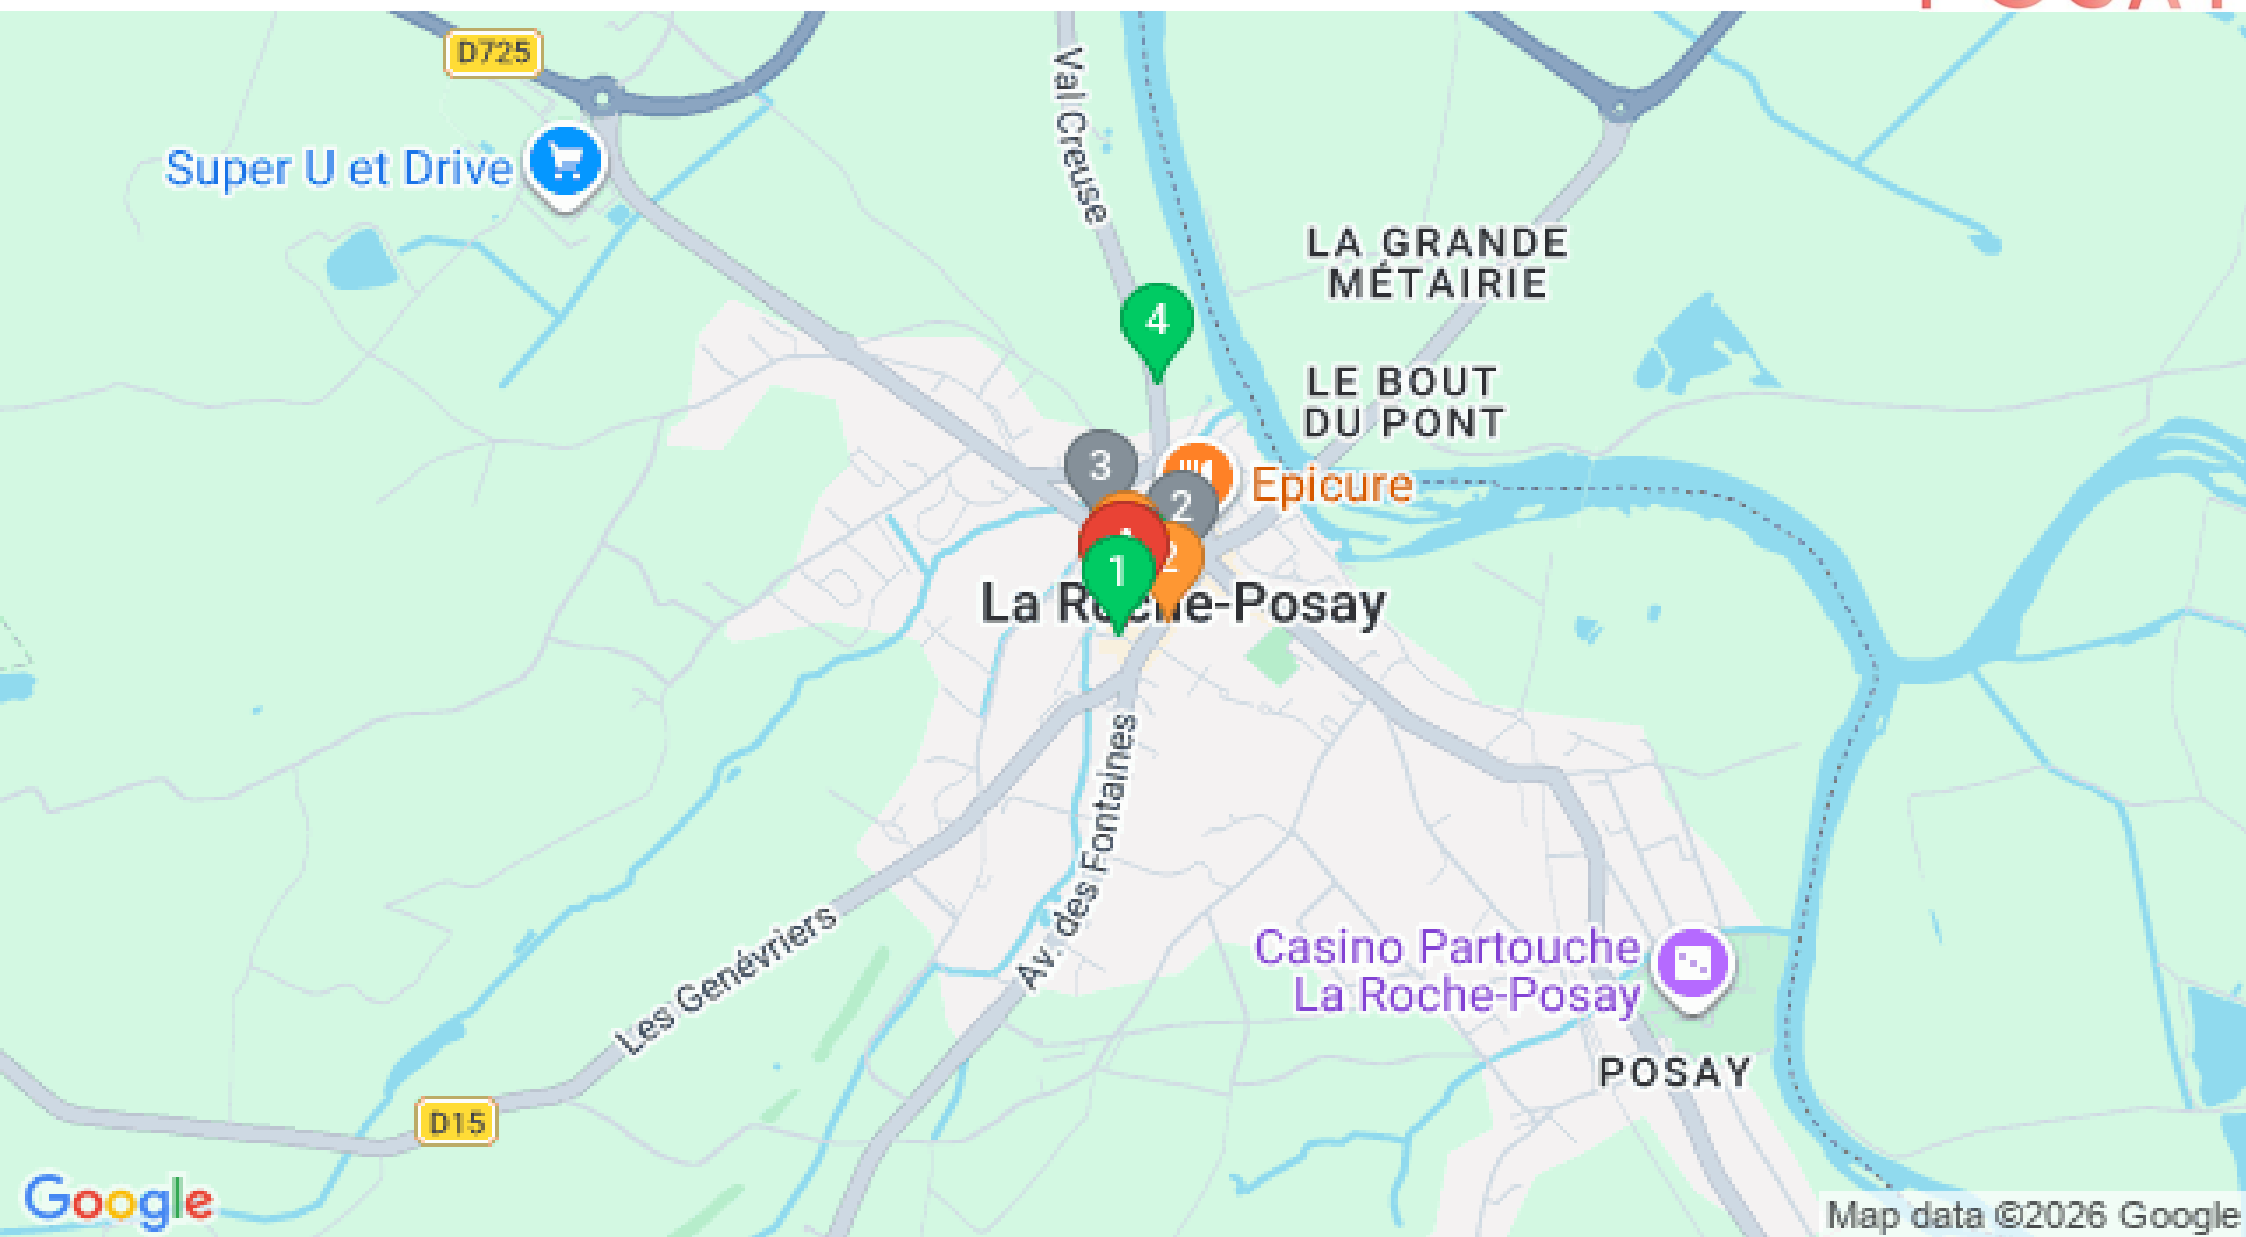 D725
Super U et Drive
Val Creuse
LA GRANDE
MÉTAIRIE
LE BOUT
DU PONT
4
3
2
Epicure
2
1
La Roche-Posay
Av. des Fontaines
Les Genévriers
Casino Partouche
La Roche-Posay
POSAY
D15
Google
Map data ©2026 Google